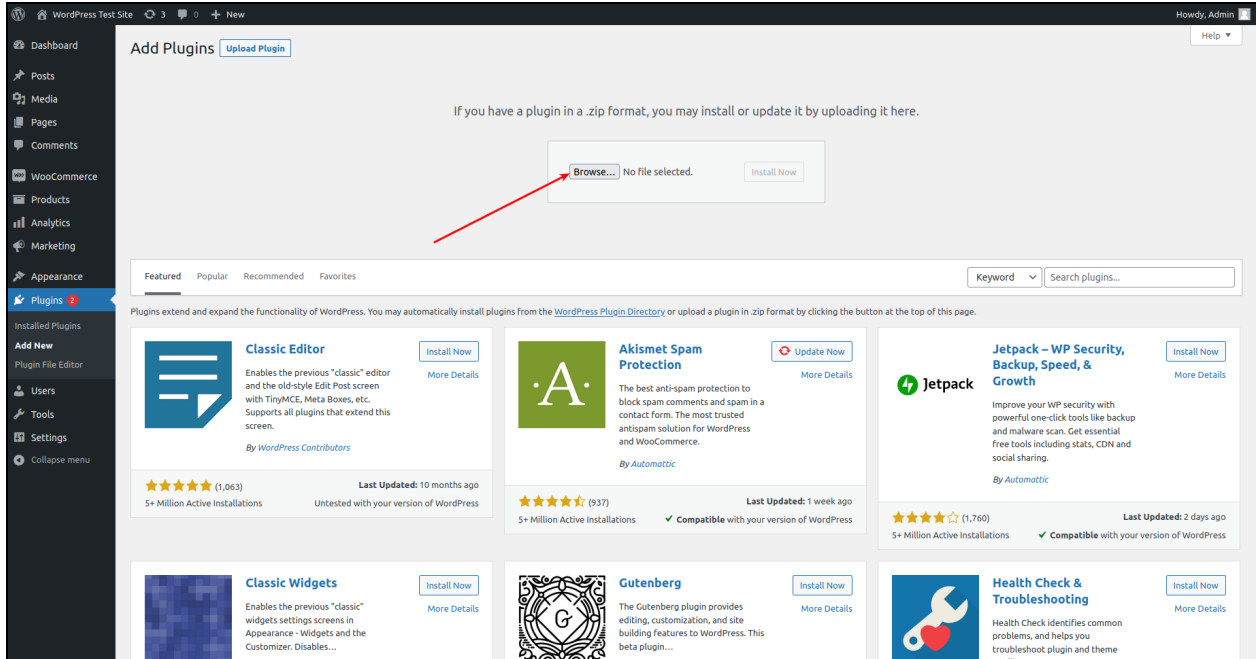 WordPress Test Site 3 0 + New Howdy, Admin
Help ▼
Dashboard
Posts
Media
Pages
Comments
WooCommerce
Products
Analytics
Marketing
Appearance
Plugins 2
Installed Plugins
Add New
Plugin File Editor
Users
Tools
Settings
Collapse menu
Add Plugins Upload Plugin
If you have a plugin in a .zip format, you may install or update it by uploading it here.
Browse... No file selected. Install Now
Featured Popular Recommended Favorites Keyword Search plugins...
Plugins extend and expand the functionality of WordPress. You may automatically install plugins from the WordPress Plugin Directory or upload a plugin in .zip format by clicking the button at the top of this page.
Classic Editor
Install Now
More Details
Enables the previous "classic" editor
and the old-style Edit Post screen
with TinyMCE, Meta Boxes, etc.
Supports all plugins that extend this
screen.
By WordPress Contributors
(1,063) Last Updated: 10 months ago
5+ Million Active Installations Untested with your version of WordPress
·A·
Akismet Spam
Protection
Update Now
More Details
The best anti-spam protection to
block spam comments and spam in a
contact form. The most trusted
antispam solution for WordPress
and WooCommerce.
By Automattic
(937) Last Updated: 1 week ago
5+ Million Active Installations ✔ Compatible with your version of WordPress
Jetpack
Jetpack – WP Security,
Backup, Speed, &
Growth
Install Now
More Details
Improve your WP security with
powerful one-click tools like backup
and malware scan. Get essential
free tools including stats, CDN and
social sharing.
By Automattic
(1,760) Last Updated: 2 days ago
5+ Million Active Installations ✔ Compatible with your version of WordPress
Classic Widgets
Install Now
More Details
Enables the previous "classic"
widgets settings screens in
Appearance - Widgets and the
Customizer. Disables…
G
Gutenberg
Install Now
More Details
The Gutenberg plugin provides
editing, customization, and site
building features to WordPress. This
beta plugin…
Health Check &
Troubleshooting
Install Now
More Details
Health Check identifies common
problems, and helps you
troubleshoot plugin and theme